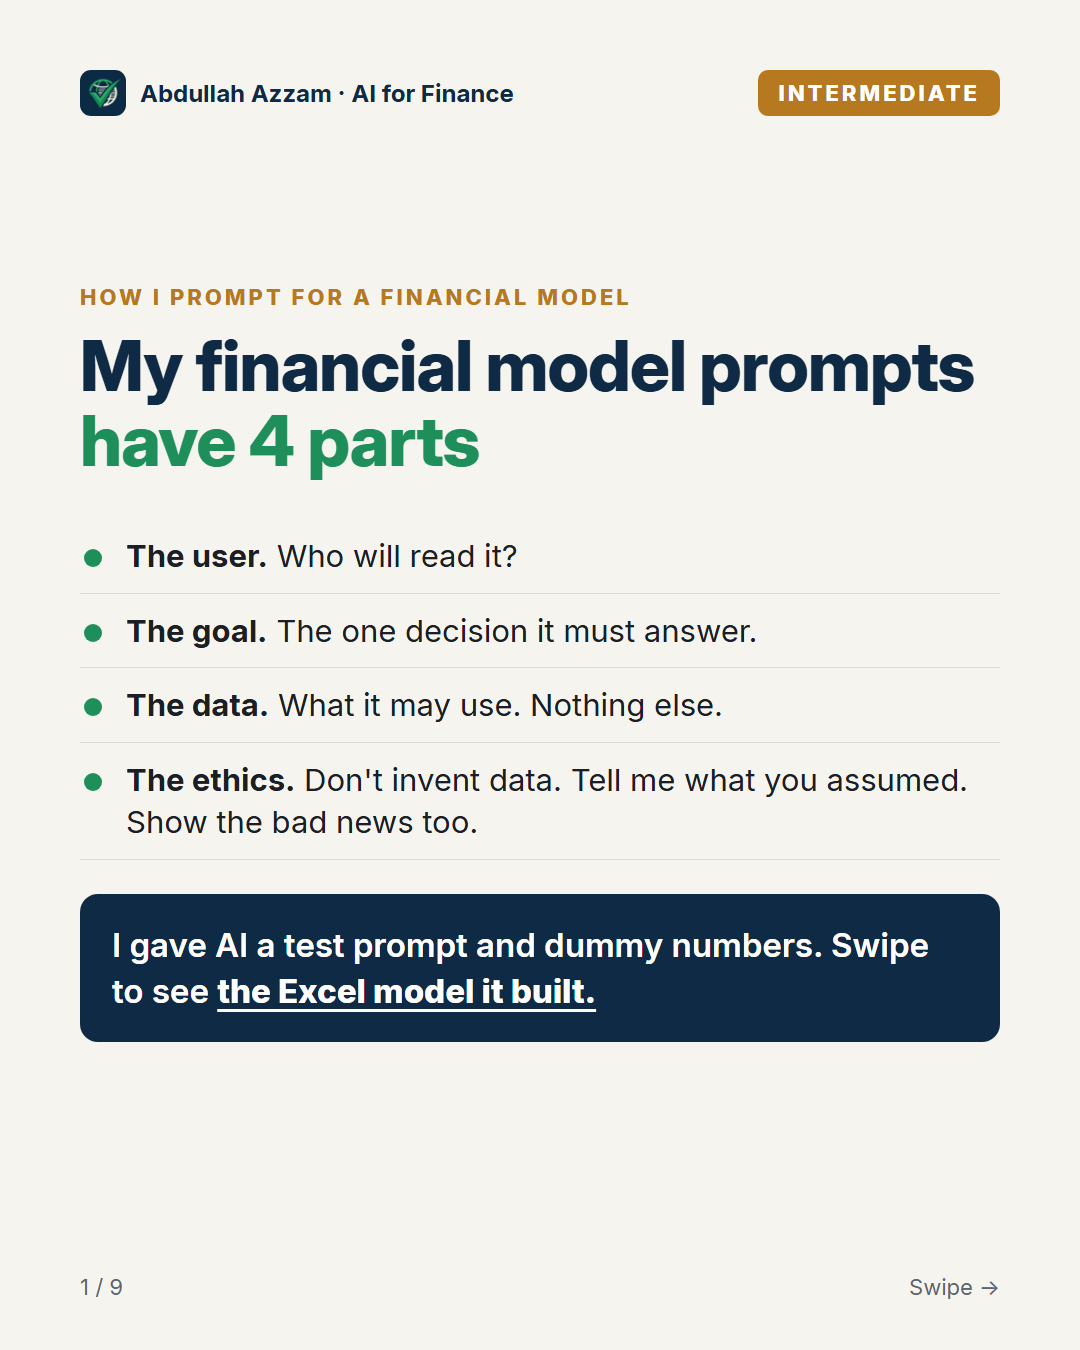 Abdullah Azzam · AI for Finance
INTERMEDIATE
HOW I PROMPT FOR A FINANCIAL MODEL
My financial model prompts
have 4 parts
The user. Who will read it?
The goal. The one decision it must answer.
The data. What it may use. Nothing else.
The ethics. Don't invent data. Tell me what you assumed.
Show the bad news too.
I gave AI a test prompt and dummy numbers. Swipe
to see the Excel model it built.
1 / 9
Swipe →